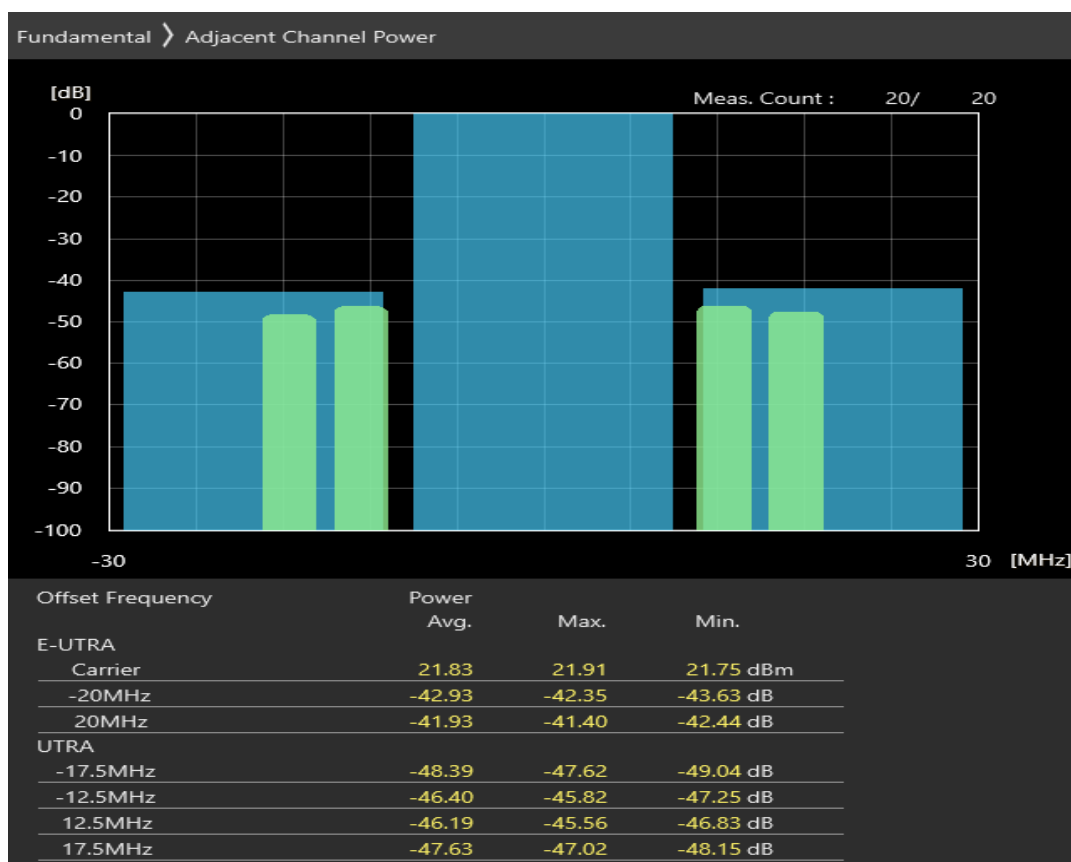 Fundamental 〉 Adjacent Channel Power
[dB]
Meas. Count : 20/ 20
0
-10
-20
-30
-40
-50
-60
-70
-80
-90
-100
-30 30 [MHz]
Offset Frequency Power
Avg. Max. Min.
E-UTRA
Carrier 21.83 21.91 21.75 dBm
-20MHz -42.93 -42.35 -43.63 dB
20MHz -41.93 -41.40 -42.44 dB
UTRA
-17.5MHz -48.39 -47.62 -49.04 dB
-12.5MHz -46.40 -45.82 -47.25 dB
12.5MHz -46.19 -45.56 -46.83 dB
17.5MHz -47.63 -47.02 -48.15 dB